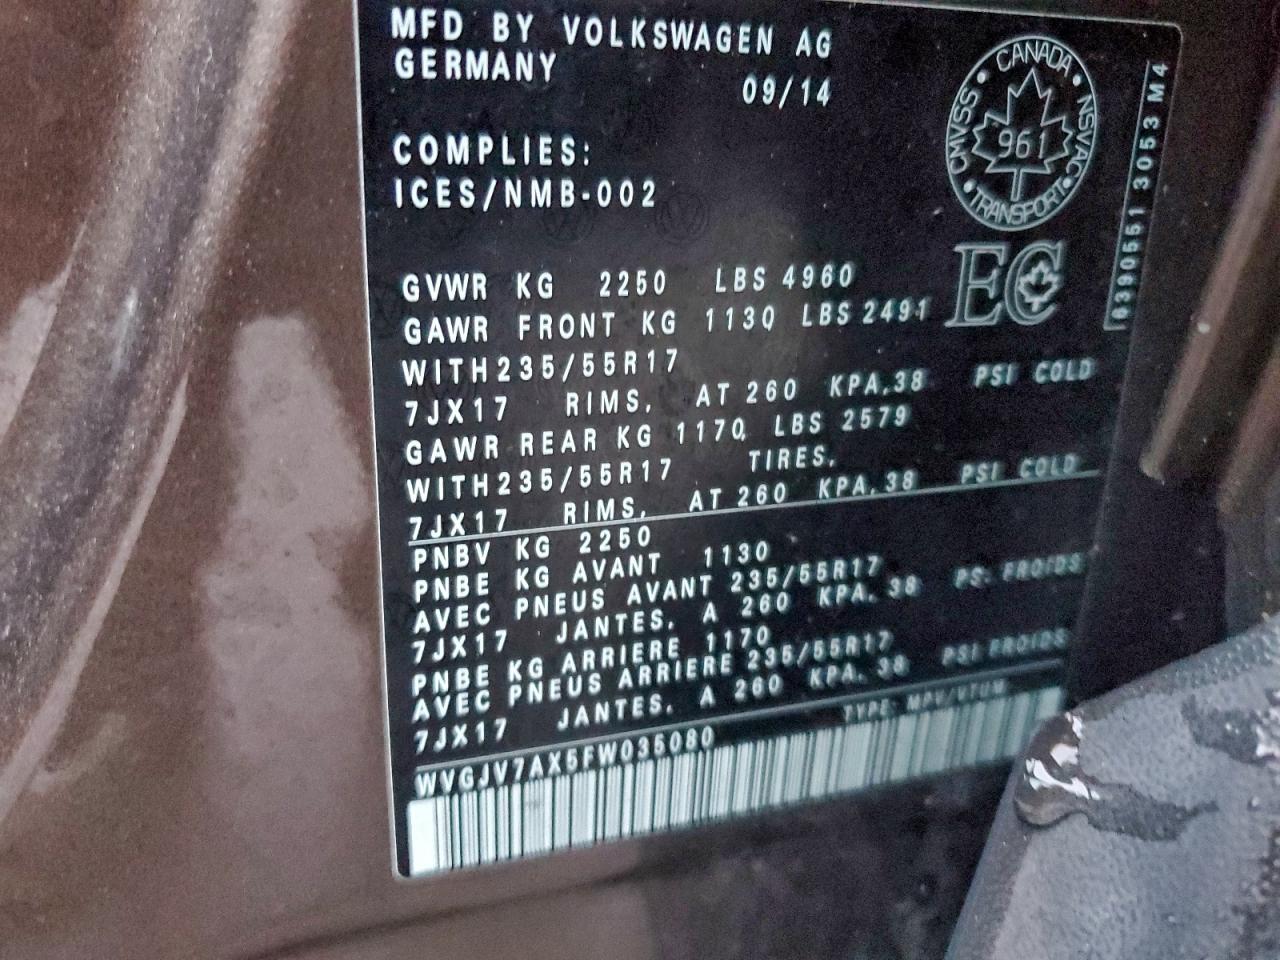 MFD BY VOLKSWAGEN AG
GERMANY
09/14
COMPLIES:
ICES/NMB-002
CANADA
CMVSS
NSVAC
TRANSPORT
961
EC
6390551 3053 M4
GVWR KG 2250 LBS 4960
GAWR FRONT KG 1130 LBS 2491
WITH235/55R17
7JX17 RIMS, AT 260 KPA.38 PSI COLD
GAWR REAR KG 1170, LBS 2579
WITH235/55R17 TIRES,
7JX17 RIMS, AT 260 KPA.38 PSI COLD
PNBV KG 2250
PNBE KG AVANT 1130
AVEC PNEUS AVANT 235/55R17
7JX17 JANTES. A 260 KPA. 38 PSI FROIDS
PNBE KG ARRIERE 1170
AVEC PNEUS ARRIERE 235/55R17
7JX17 JANTES. A 260 KPA. 38 PSI FROIDS
WVGJV7AX5FW035080 TYPE: MPV/VTUM